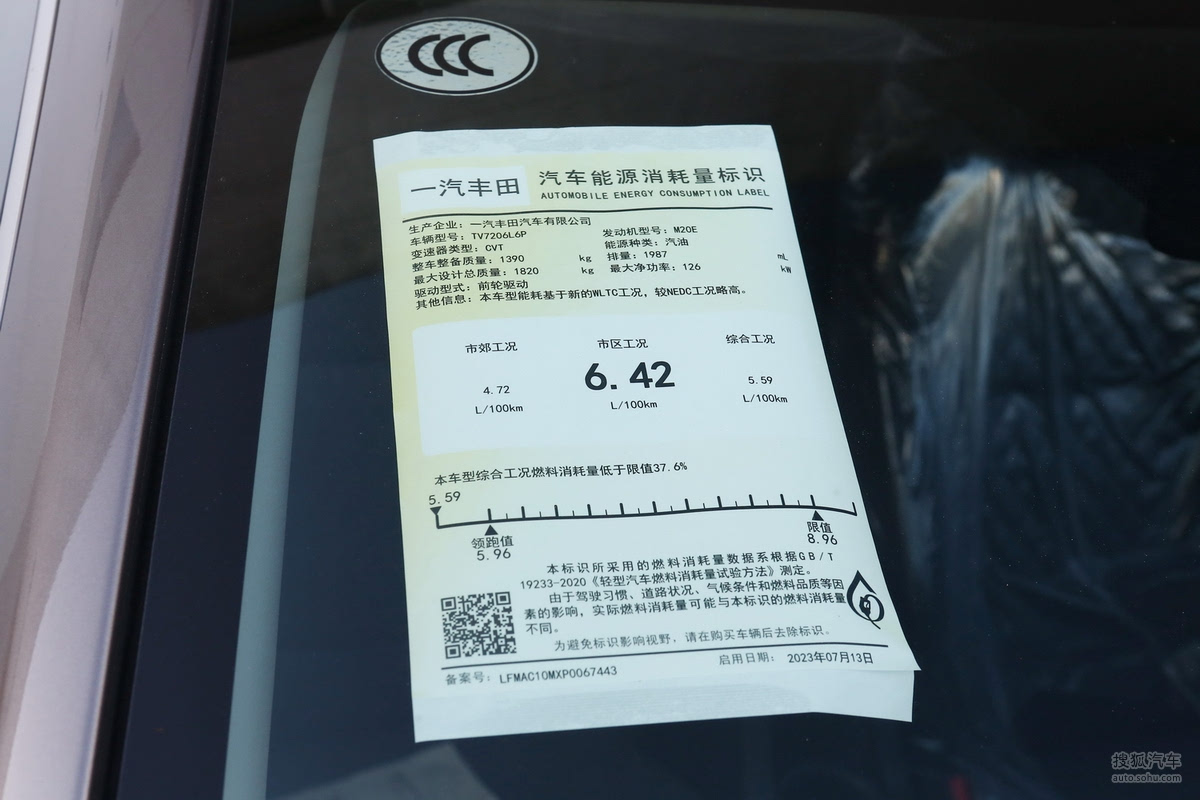 CCC
一汽丰田 汽车能源消耗量标识
AUTOMOBILE ENERGY CONSUMPTION LABEL
生产企业：一汽丰田汽车有限公司
车辆型号：TV7206L6P 发动机型号：M20E
变速器类型：CVT 能源种类：汽油
整车整备质量：1390 kg 排量：1987 mL
最大设计总质量：1820 kg 最大净功率：126 kW
驱动型式：前轮驱动
其他信息：本车型能耗基于新的WLTC工况，较NEDC工况略高。
市郊工况 市区工况 综合工况
4.72 6.42 5.59
L/100km L/100km L/100km
本车型综合工况燃料消耗量低于限值37.6%
5.59
领跑值 限值
5.96 8.96
本标识所采用的燃料消耗量数据系根据GB/T
19233-2020《轻型汽车燃料消耗量试验方法》测定。
由于驾驶习惯、道路状况、气候条件和燃料品质等因
素的影响，实际燃料消耗量可能与本标识的燃料消耗量
不同。
为避免标识影响视野，请在购买车辆后去除标识。
备案号：LFMAC10MXP0067443 启用日期：2023年07月13日
搜狐汽车
auto.sohu.com